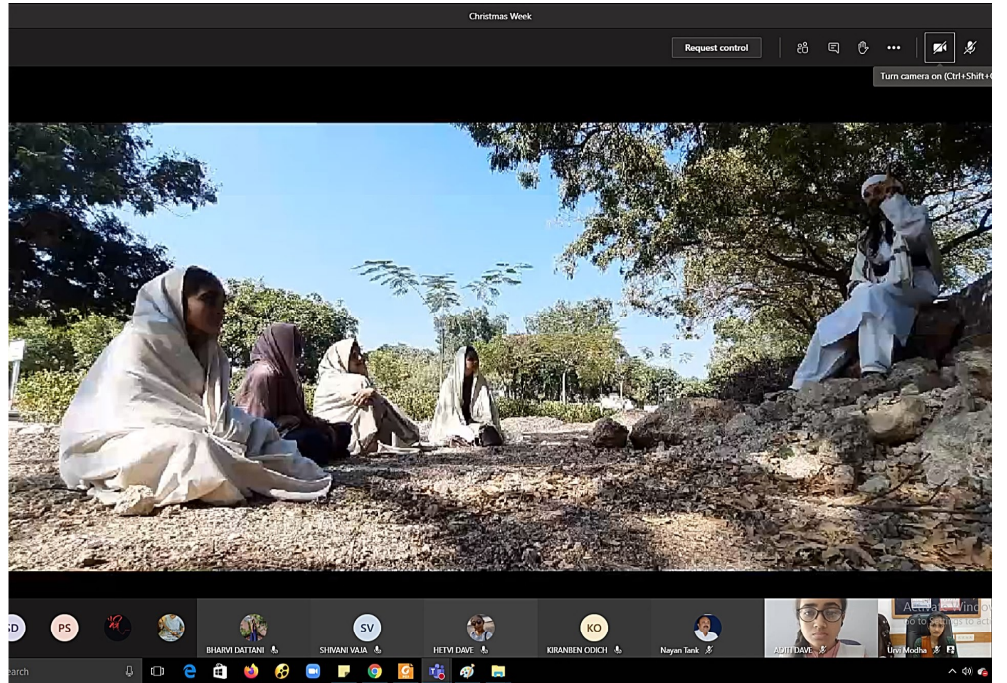 Christmas Week
Request control
Turn camera on (Ctrl+Shift+
SD
PS
BHARVI DATTANI
SV
SHIVANI VAJA
HETVI DAVE
KO
KIRANBEN ODICH
Nayan Tank
ADITI DAVE
Urvi Modha
Activate Window
Go to Settings to act
earch